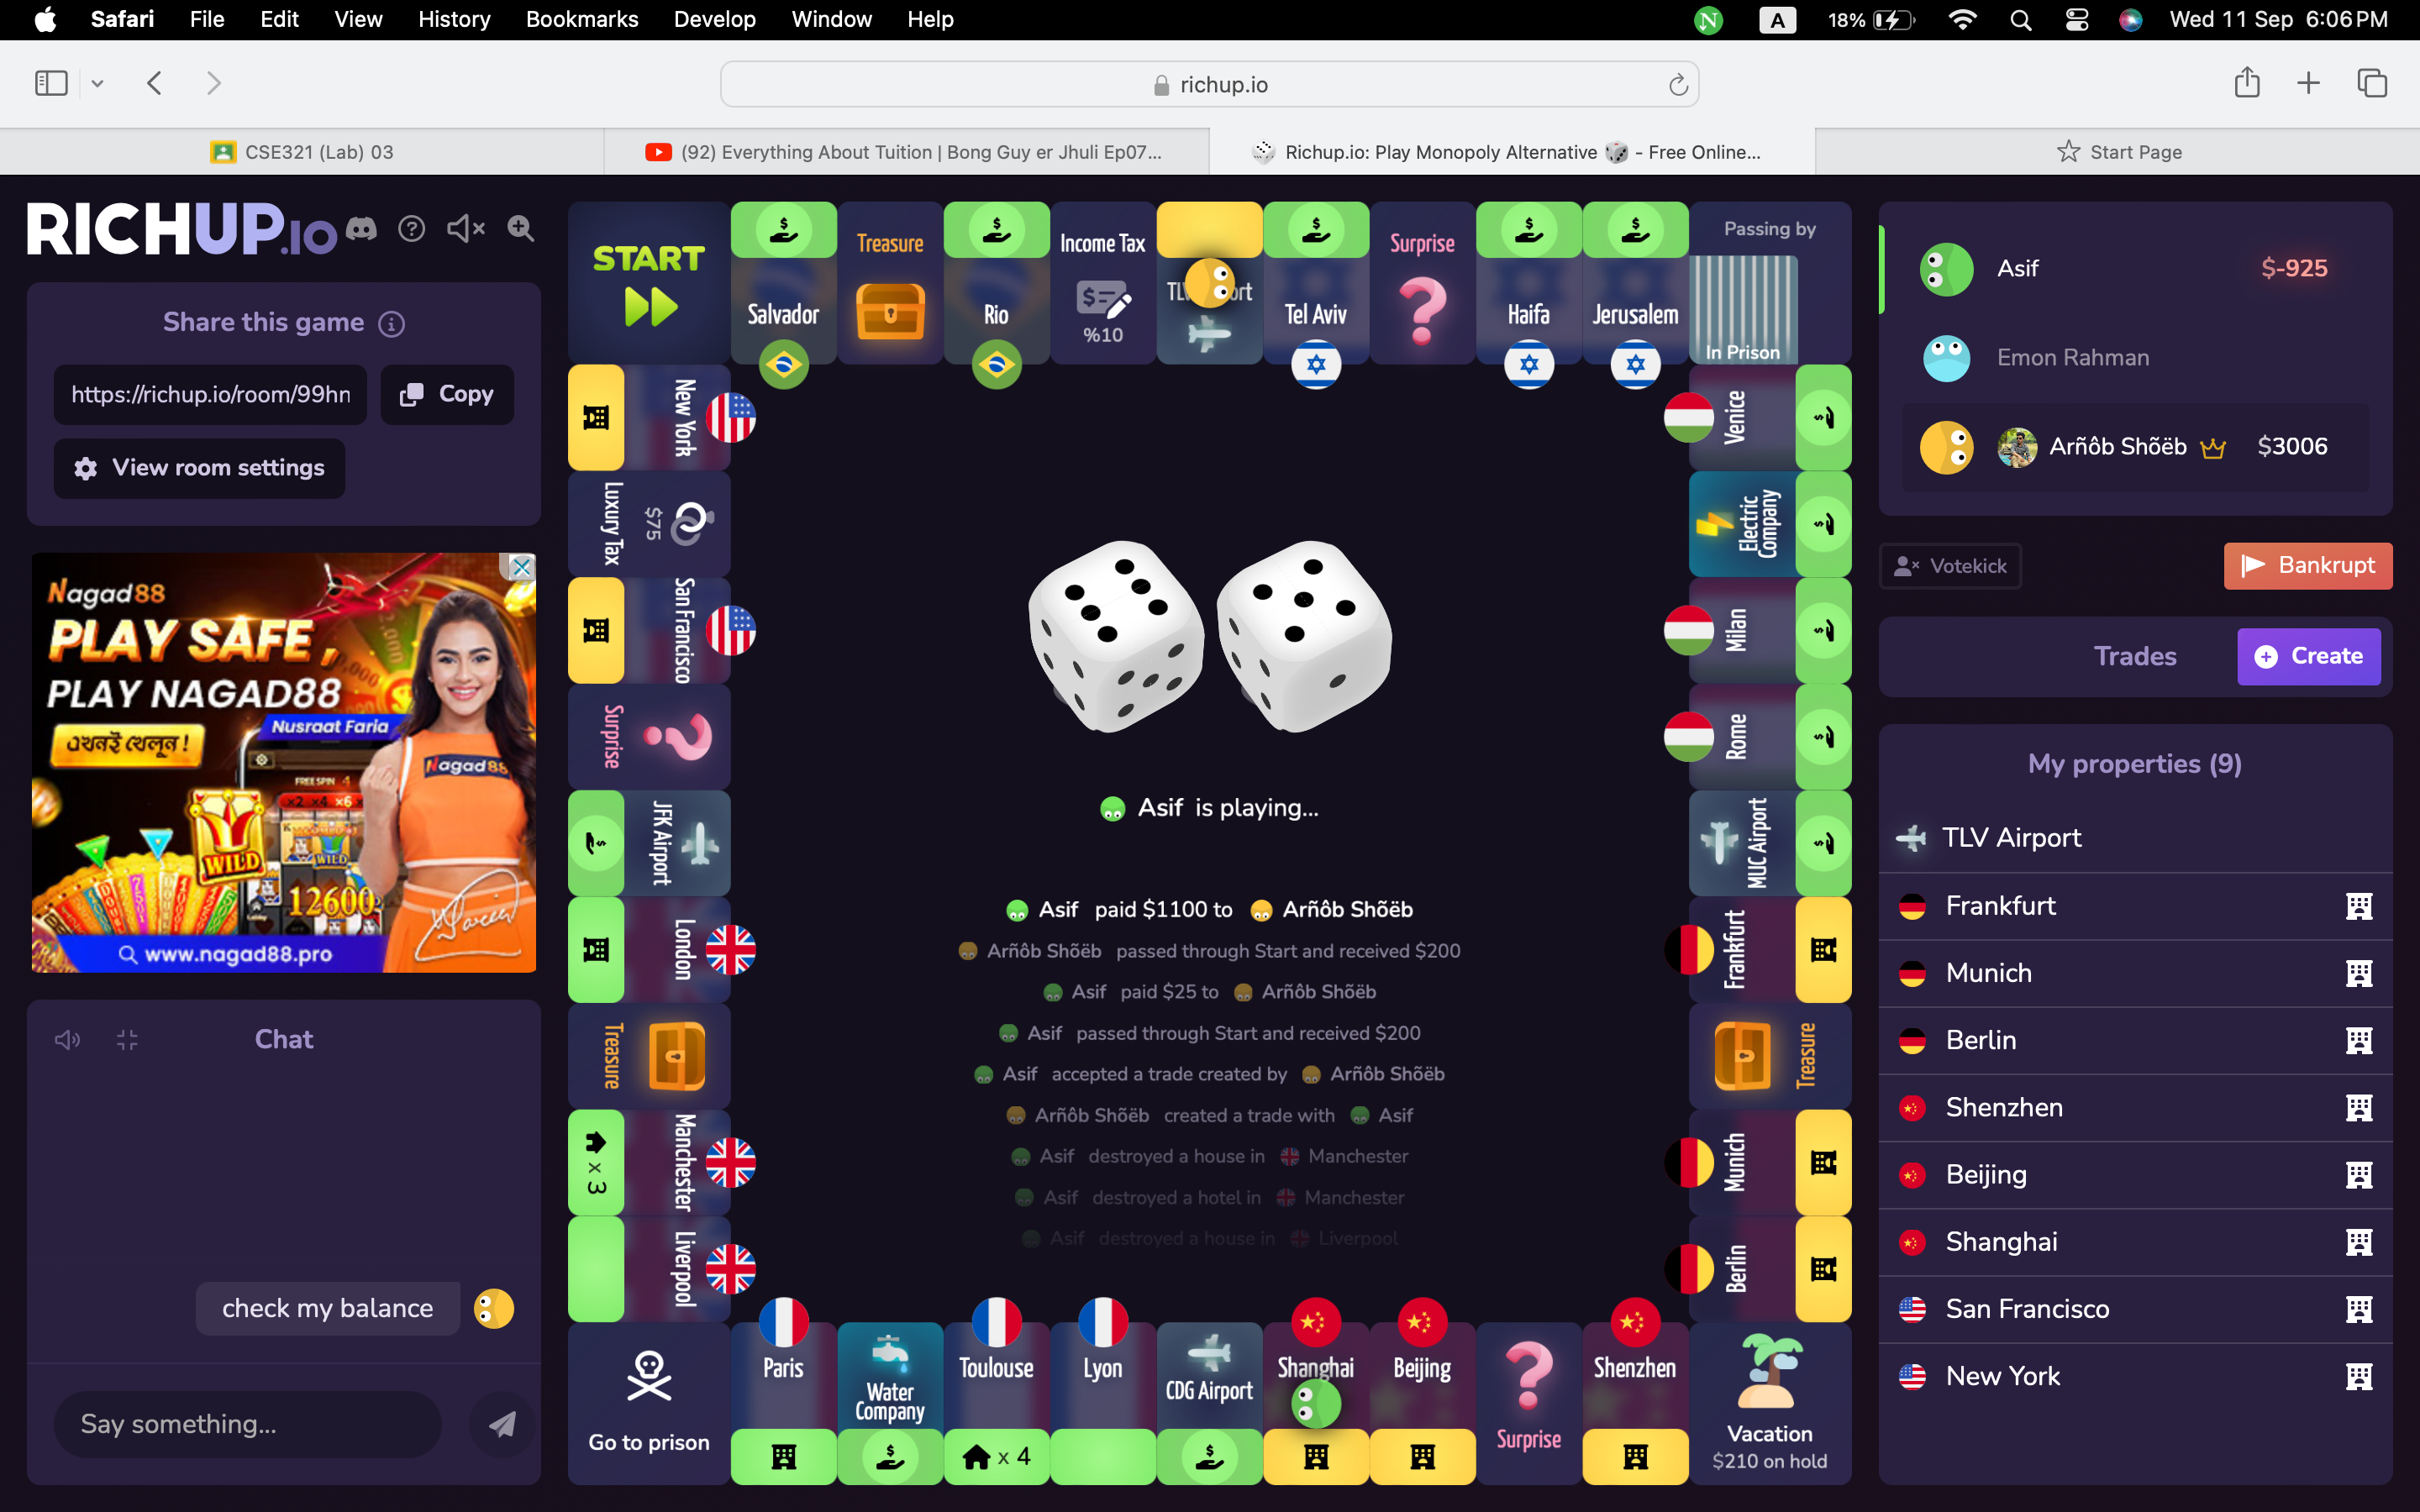 Safari File Edit View History Bookmarks Develop Window Help
N A 18% Wed 11 Sep 6:06 PM
richup.io
CSE321 (Lab) 03
(92) Everything About Tuition | Bong Guy er Jhuli Ep07...
Richup.io: Play Monopoly Alternative 🎲 - Free Online...
Start Page
RICHUP.IO
Share this game
https://richup.io/room/99hn
Copy
View room settings
Nagad88
PLAY SAFE,
PLAY NAGAD88
Nusraat Faria
এখনই খেলুন !
Nagad88
FREE SPIN 4
x2 x4 x6
WILD
WILD
12600
www.nagad88.pro
Chat
check my balance
Say something...
START
Salvador
Treasure
Rio
Income Tax
%10
TLV Airport
Tel Aviv
Surprise
Haifa
Jerusalem
Passing by
In Prison
Venice
Electric
Company
Milan
Rome
MUC Airport
Frankfurt
Treasure
Munich
Berlin
Vacation
$210 on hold
Shenzhen
Surprise
Beijing
Shanghai
CDG Airport
Lyon
Toulouse
x 4
Water
Company
Paris
Go to prison
Liverpool
Manchester
x 3
Treasure
London
JFK Airport
Surprise
San Francisco
Luxury Tax
$75
New York
Asif is playing...
Asif paid $1100 to Arñôb Shõëb
Arñôb Shõëb passed through Start and received $200
Asif paid $25 to Arñôb Shõëb
Asif passed through Start and received $200
Asif accepted a trade created by Arñôb Shõëb
Arñôb Shõëb created a trade with Asif
Asif destroyed a house in Manchester
Asif destroyed a hotel in Manchester
Asif destroyed a house in Liverpool
Asif $-925
Emon Rahman
Arñôb Shõëb $3006
Votekick
Bankrupt
Trades
Create
My properties (9)
TLV Airport
Frankfurt
Munich
Berlin
Shenzhen
Beijing
Shanghai
San Francisco
New York